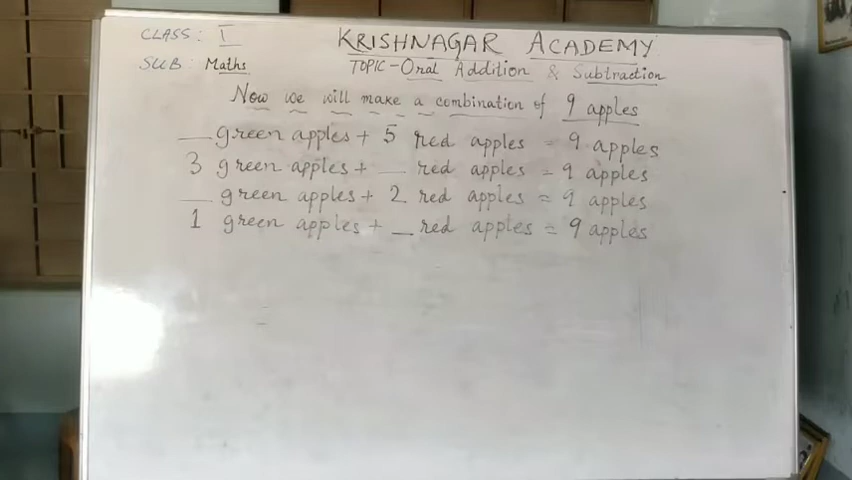 CLASS: I KRISHNAGAR ACADEMY
SUB: Maths TOPIC-Oral Addition & Subtraction
Now we will make a combination of 9 apples
__ green apples + 5 red apples = 9 apples
3 green apples + __ red apples = 9 apples
__ green apples + 2 red apples = 9 apples
1 green apples + __ red apples = 9 apples